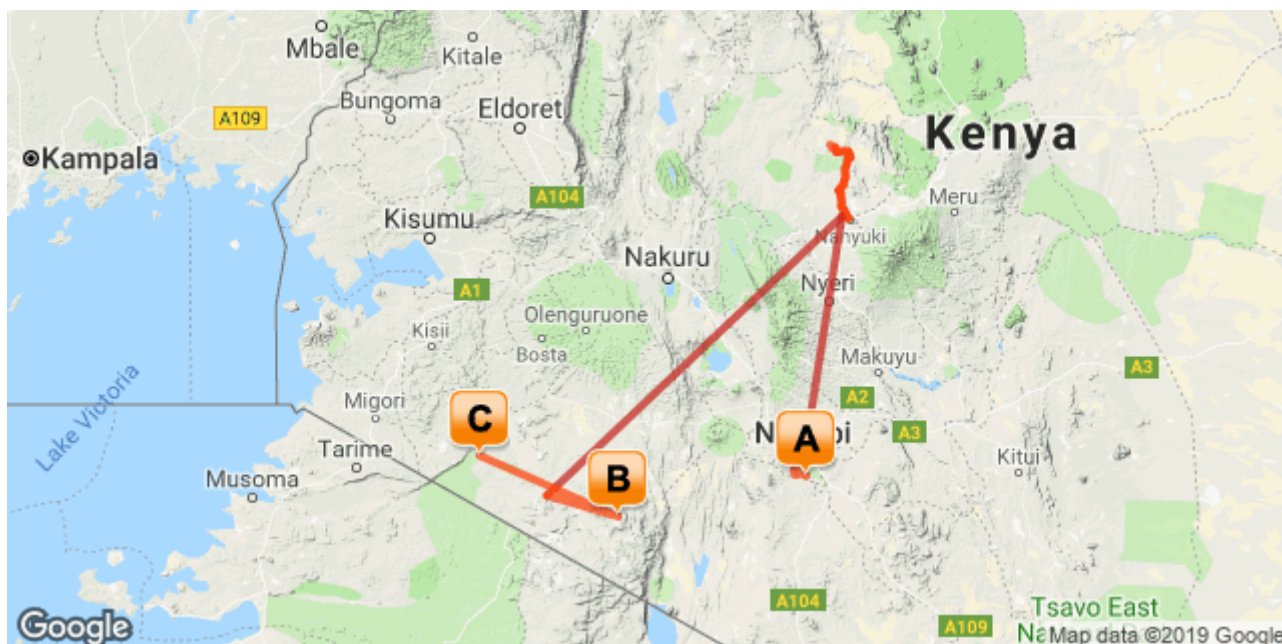 Mbale
Kitale
Bungoma
Eldoret
A109
Kampala
Kenya
Meru
A104
Kisumu
Nanyuki
Nakuru
A1
Nyeri
Olenguruone
Kisii
Bosta
Makuyu
A3
A2
Lake Victoria
Migori
C
A
A3
Tarime
Kitui
Musoma
B
A109
A104
Tsavo East
Google
Map data ©2019 Google